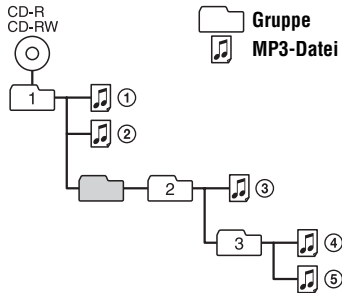 CD-R
CD-RW
Gruppe
MP3-Datei
1
①
②
2
③
3
④
⑤